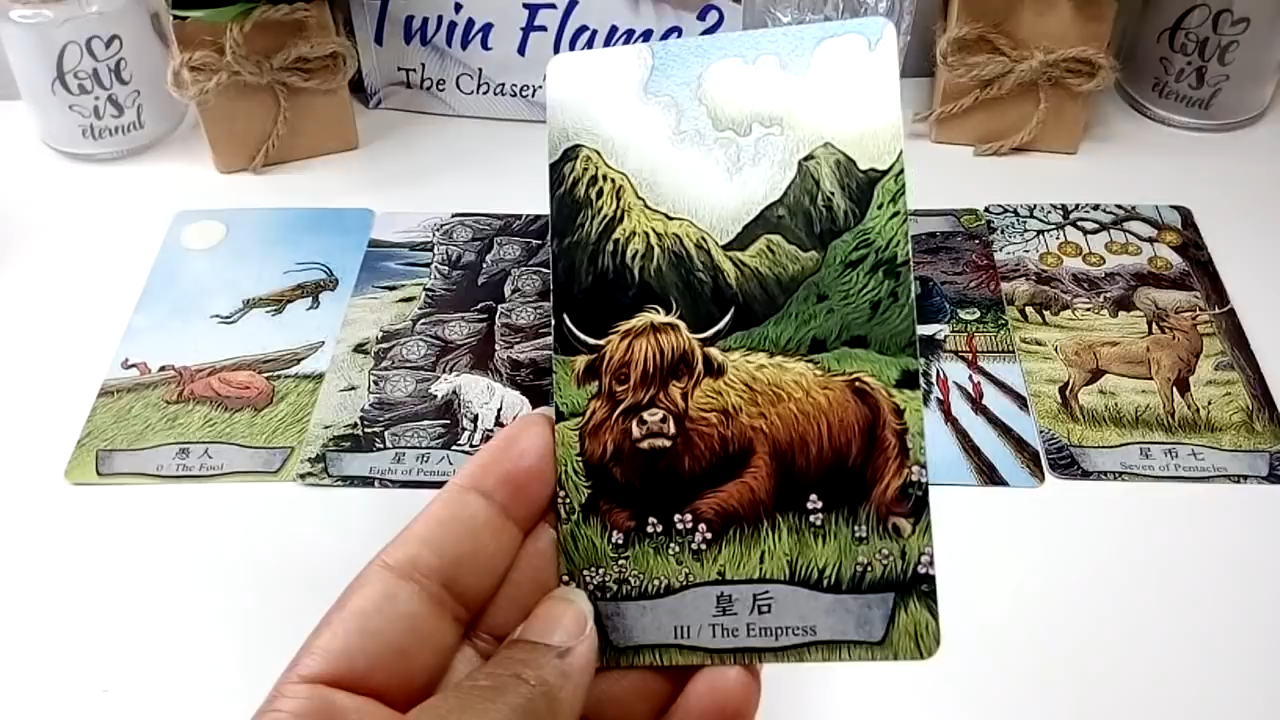 love
is
eternal
Twin Flame?
The Chaser
love
is
eternal
愚人
0 / The Fool
星币八
Eight of Pentac
皇后
III / The Empress
星币七
Seven of Pentacles